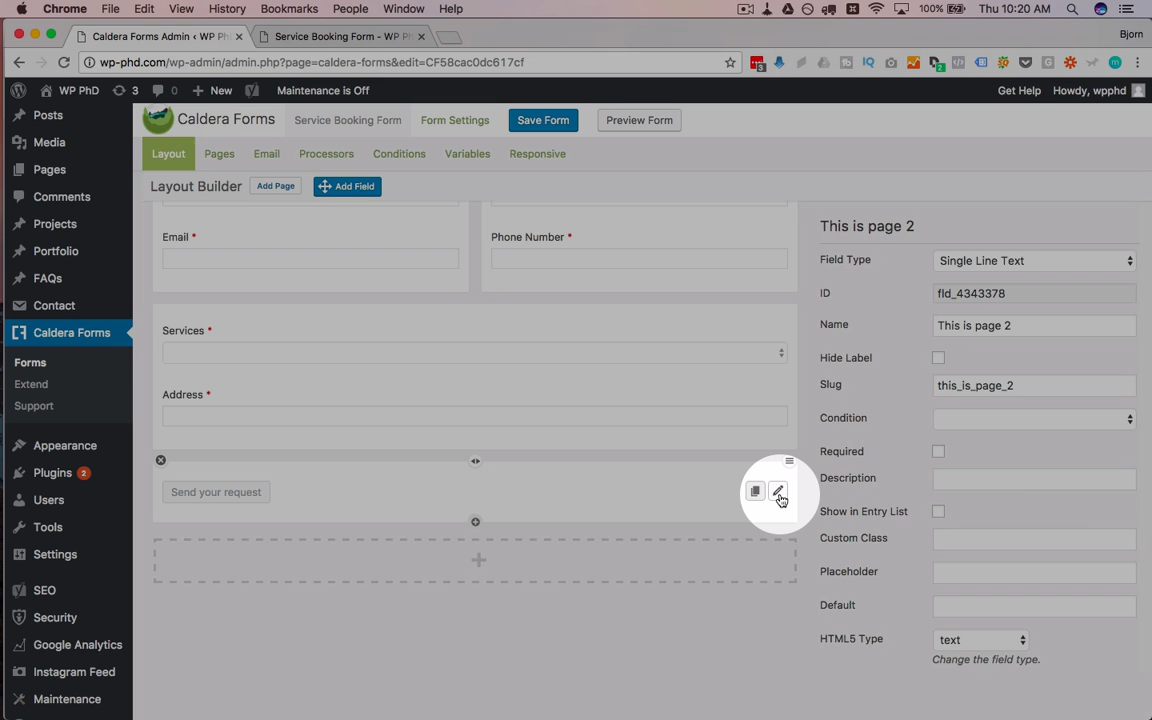 Chrome File Edit View History Bookmarks People Window Help 100% Thu 10:20 AM
Caldera Forms Admin ‹ WP Ph
Service Booking Form - WP Ph
Bjorn
wp-phd.com/wp-admin/admin.php?page=caldera-forms&edit=CF58cac0dc617cf
WP PhD 3 0 New Maintenance is Off Get Help Howdy, wpphd
Posts
Media
Pages
Comments
Projects
Portfolio
FAQs
Contact
Caldera Forms
Forms
Extend
Support
Appearance
Plugins 2
Users
Tools
Settings
SEO
Security
Google Analytics
Instagram Feed
Maintenance
Caldera Forms Service Booking Form Form Settings Save Form Preview Form
Layout Pages Email Processors Conditions Variables Responsive
Layout Builder Add Page Add Field
Email * Phone Number *
Services *
Address *
Send your request
This is page 2
Field Type Single Line Text
ID fld_4343378
Name This is page 2
Hide Label
Slug this_is_page_2
Condition
Required
Description
Show in Entry List
Custom Class
Placeholder
Default
HTML5 Type text
Change the field type.